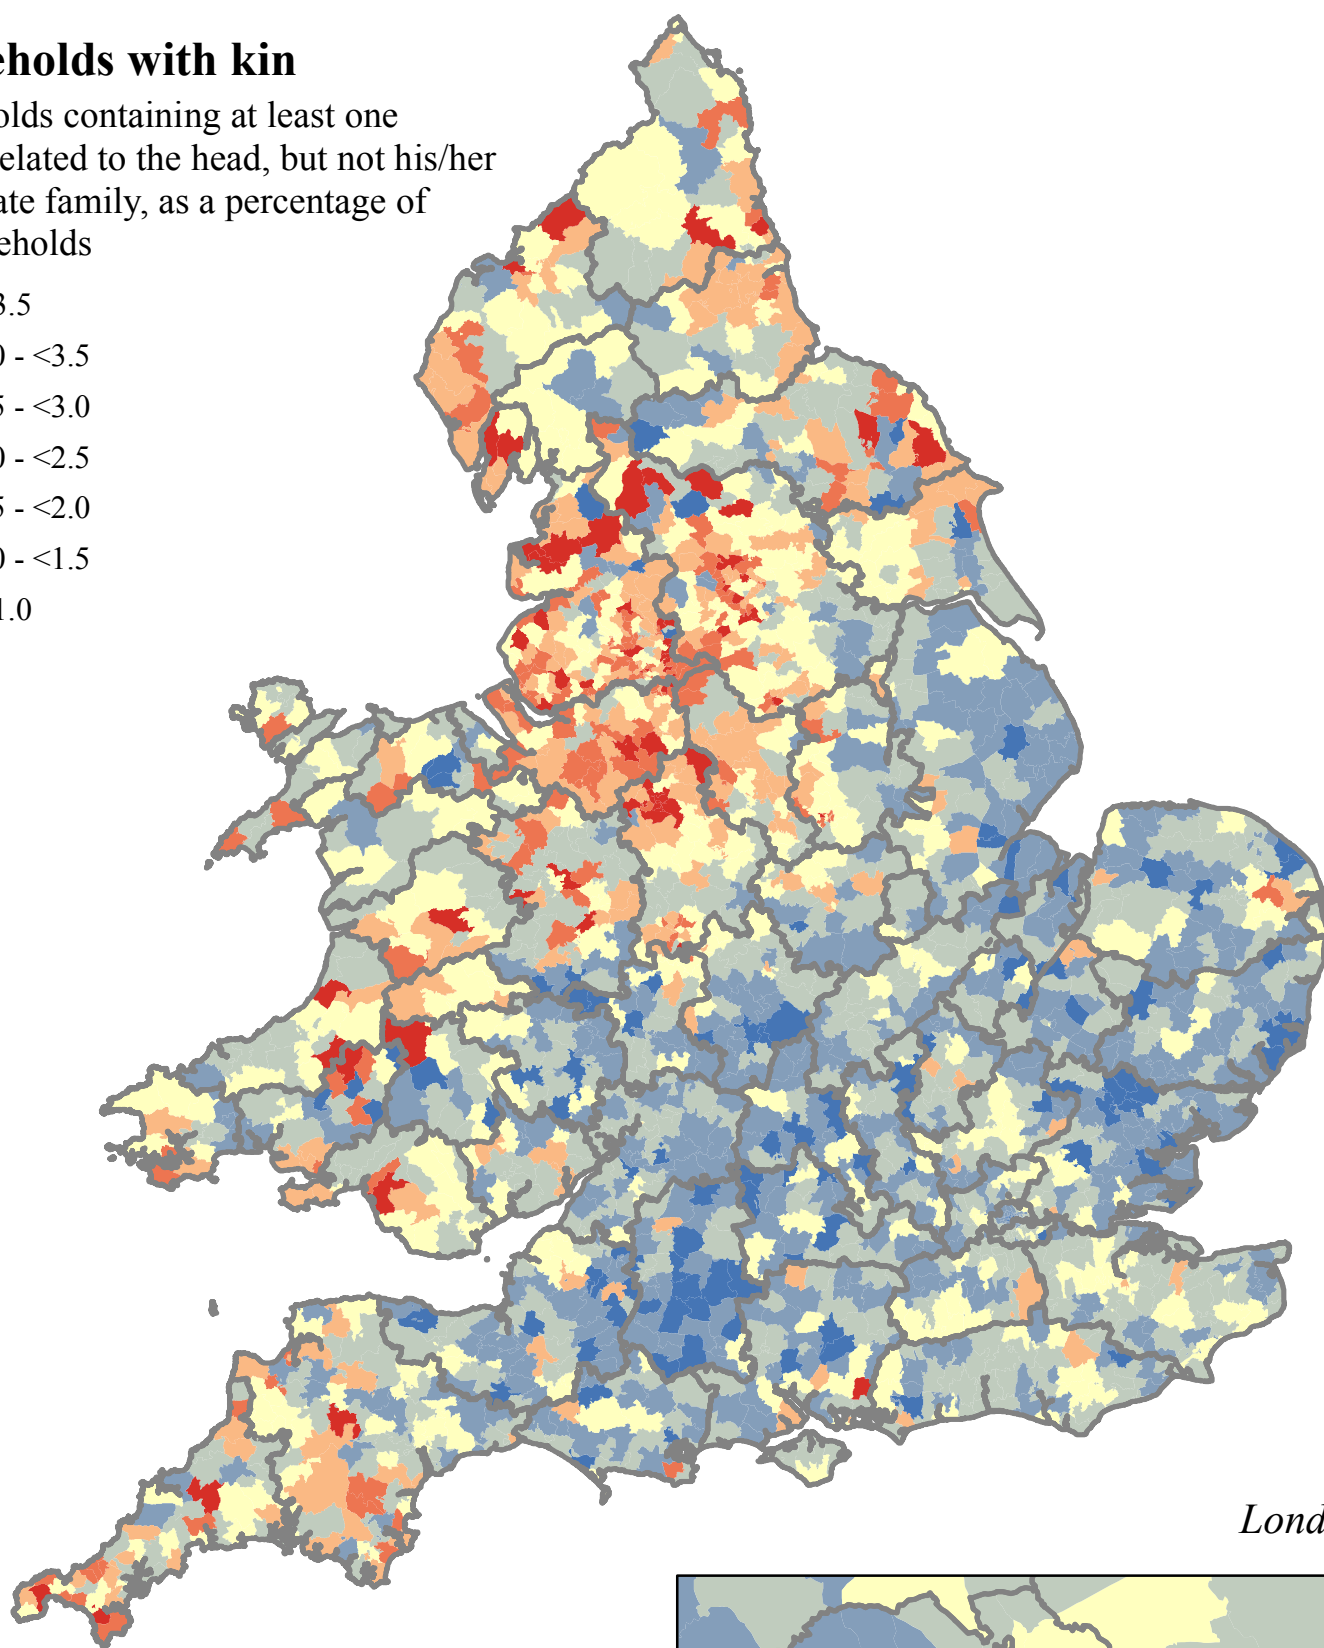 eholds with kin
olds containing at least one
elated to the head, but not his/her
ate family, as a percentage of
eholds
3.5
0 - <3.5
5 - <3.0
0 - <2.5
5 - <2.0
0 - <1.5
1.0
Lond